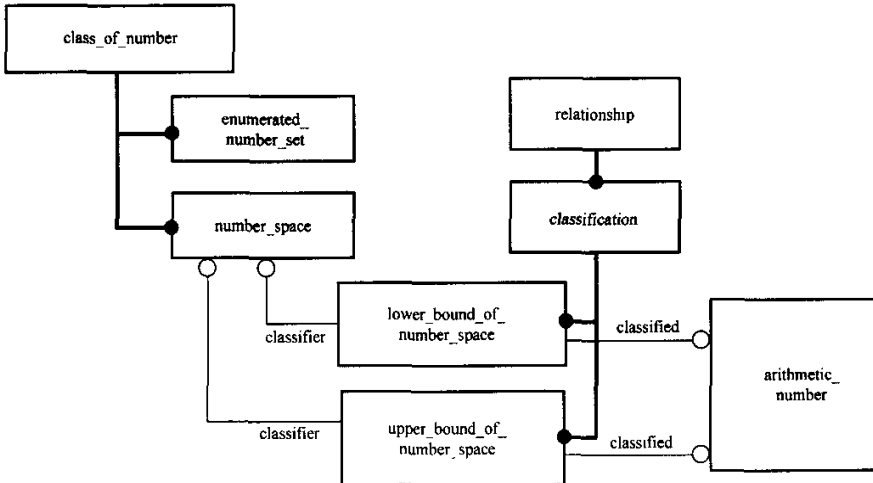 class_of_number
enumerated_
number_set
relationship
number_space
classification
lower_bound_of_
number_space
classifier
classified
arithmetic_
number
upper_bound_of_
number_space
classifier
classified